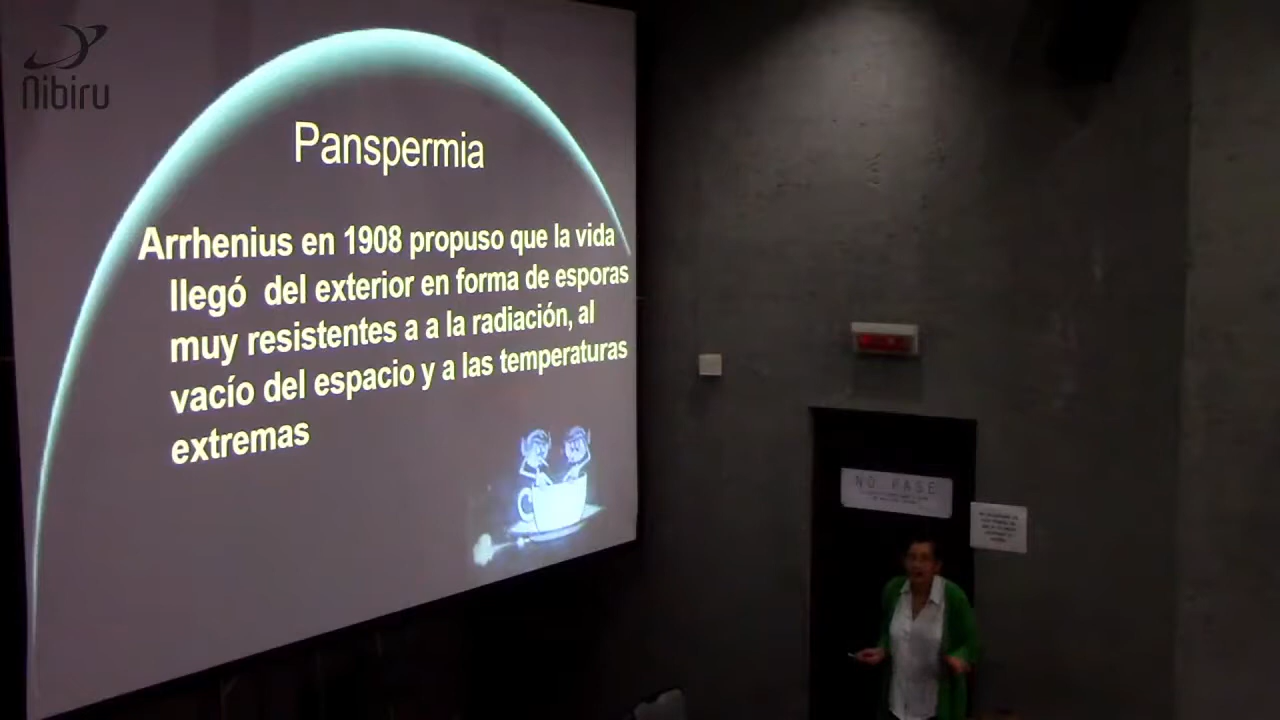 Nibiru
Panspermia
Arrhenius en 1908 propuso que la vida
llegó del exterior en forma de esporas
muy resistentes a a la radiación, al
vacío del espacio y a las temperaturas
extremas
NO PASE